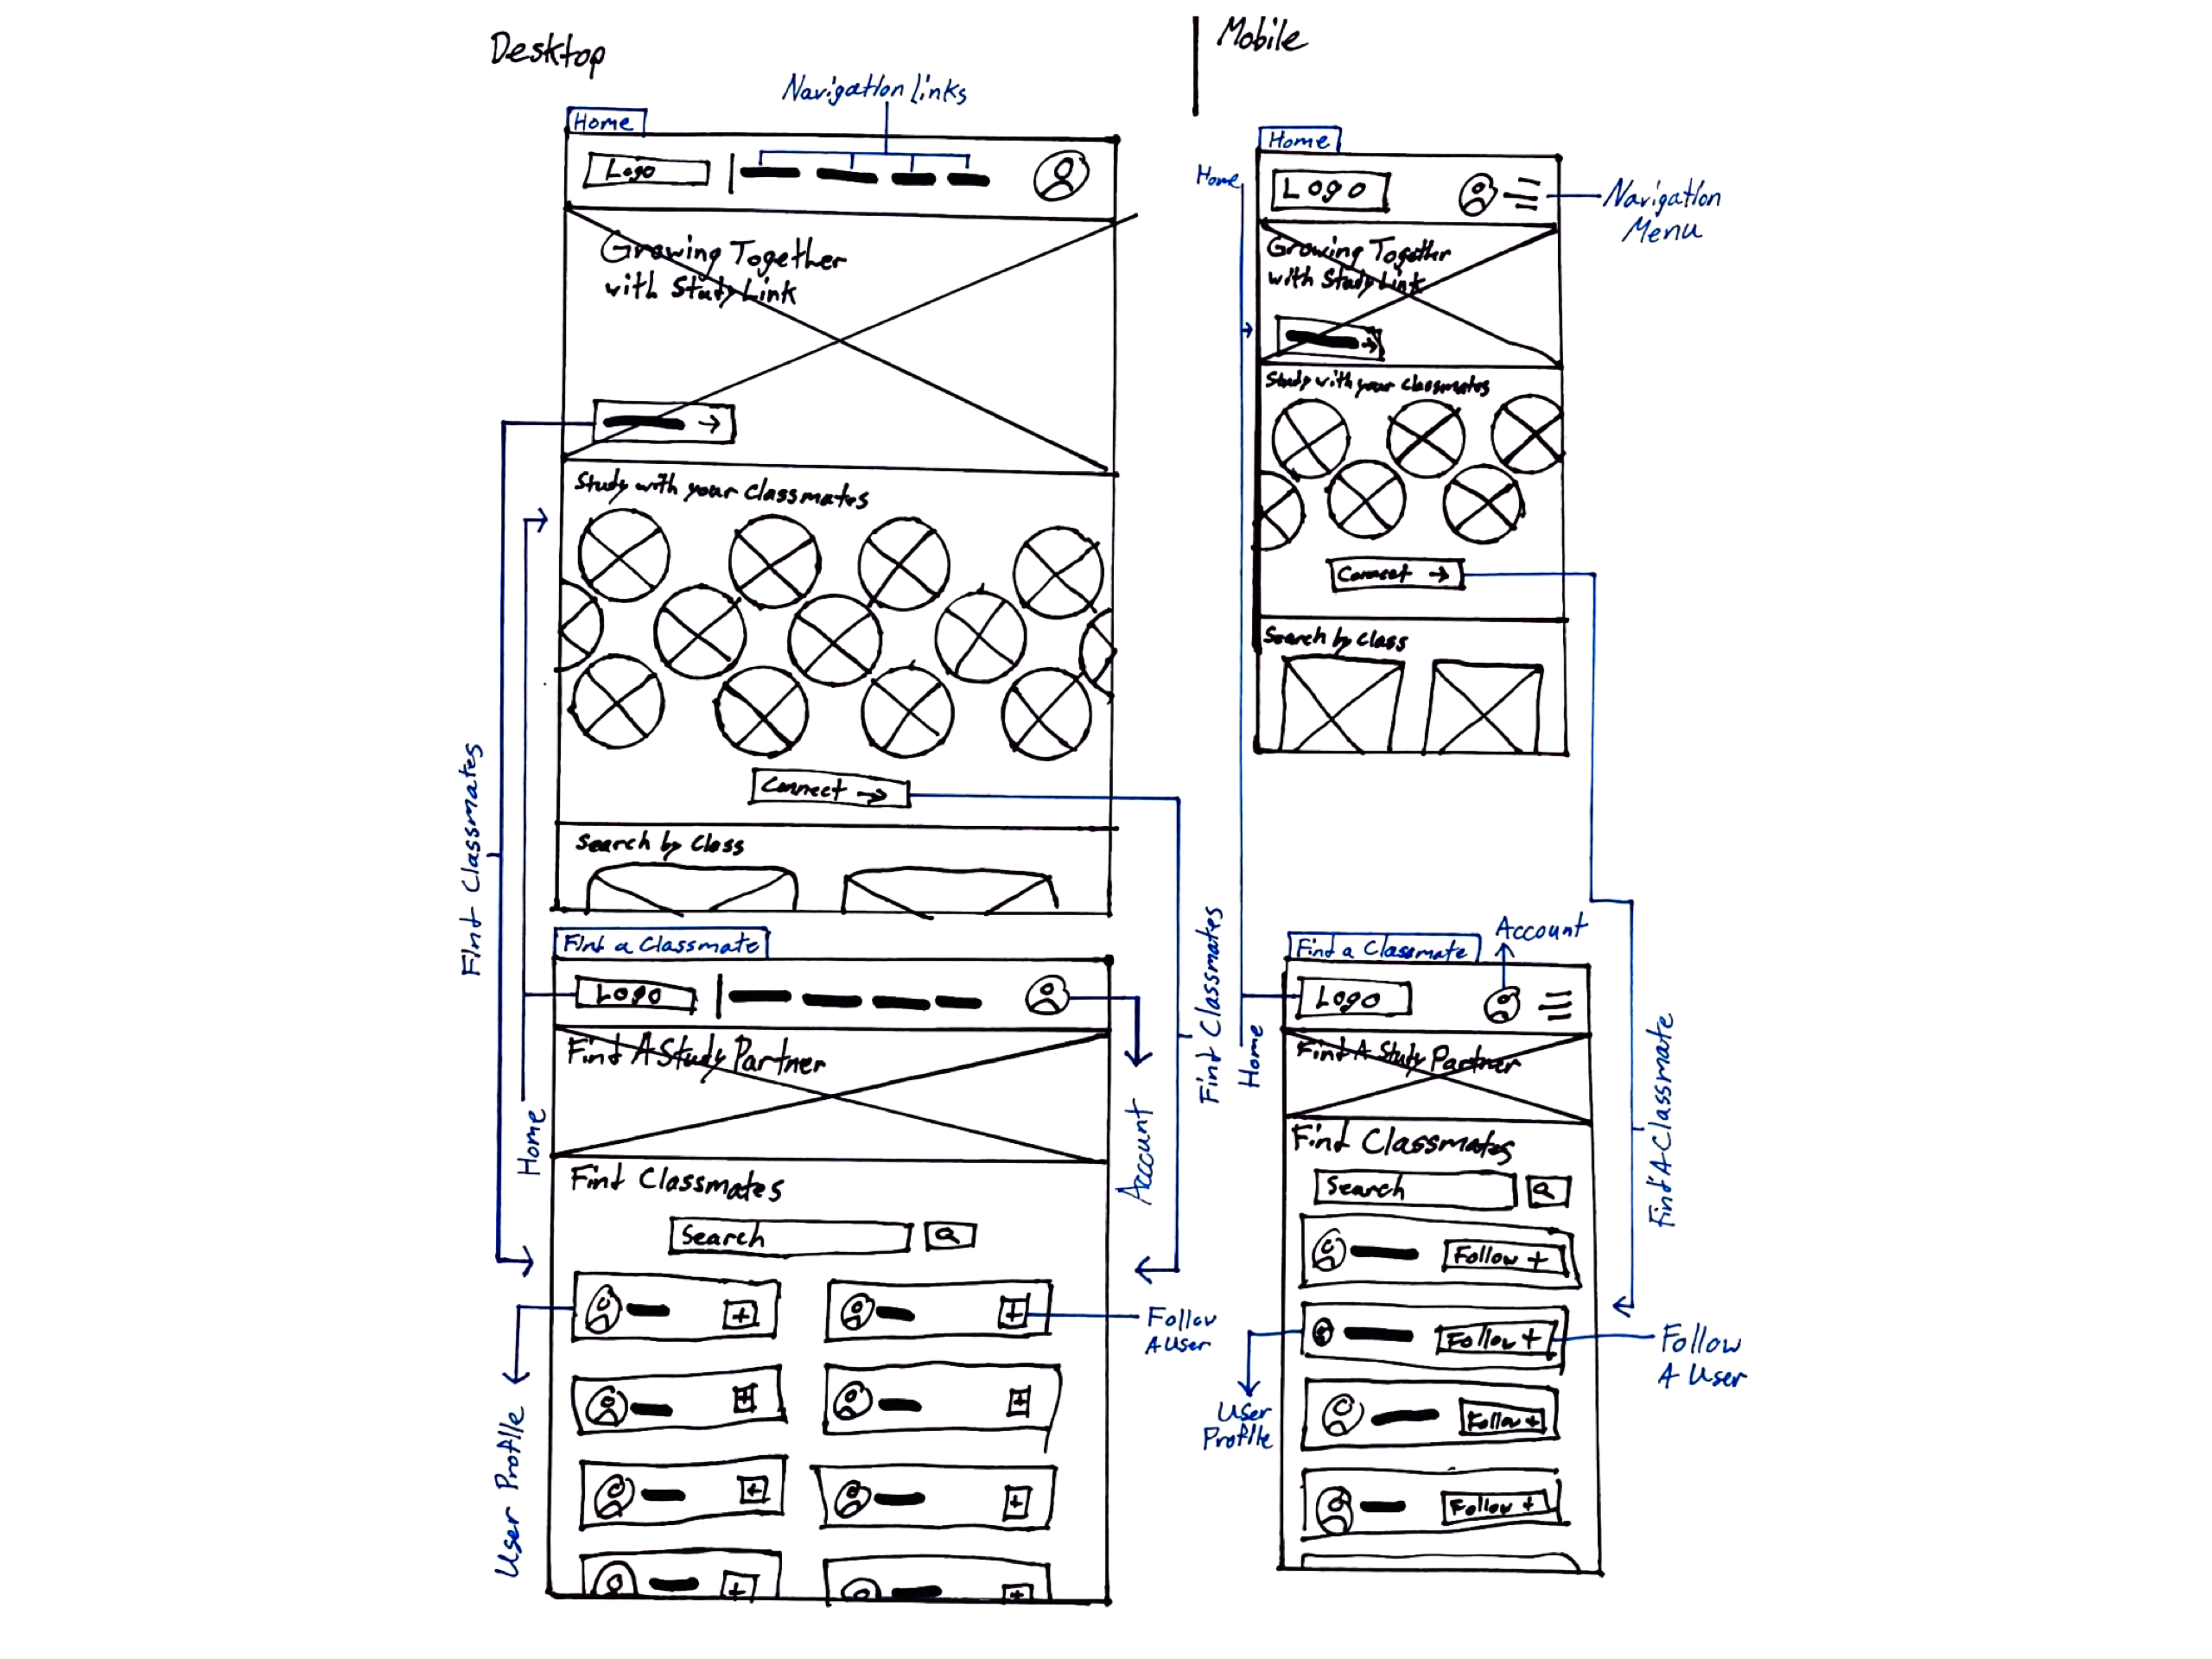 Desktop
Mobile
Navigation links
Home
Logo
Growing Together
with Study Link
Study with your classmates
Connect →
Search by Class
Find Classmates
Home
Find Classmates
Find a Classmate
Logo
Find A Study Partner
Account
Find Classmates
Search
Follow
A User
User Profile
Home
Home
Logo
Navigation
Menu
Growing Together
with Study Link
Study with your classmates
Connect →
Search by Class
Account
Find a Classmate
Logo
Home
Find A Study Partner
Find Classmates
Search
Find A Classmate
Follow +
Follow +
Follow
A User
User
Profile
Follow +
Follow +